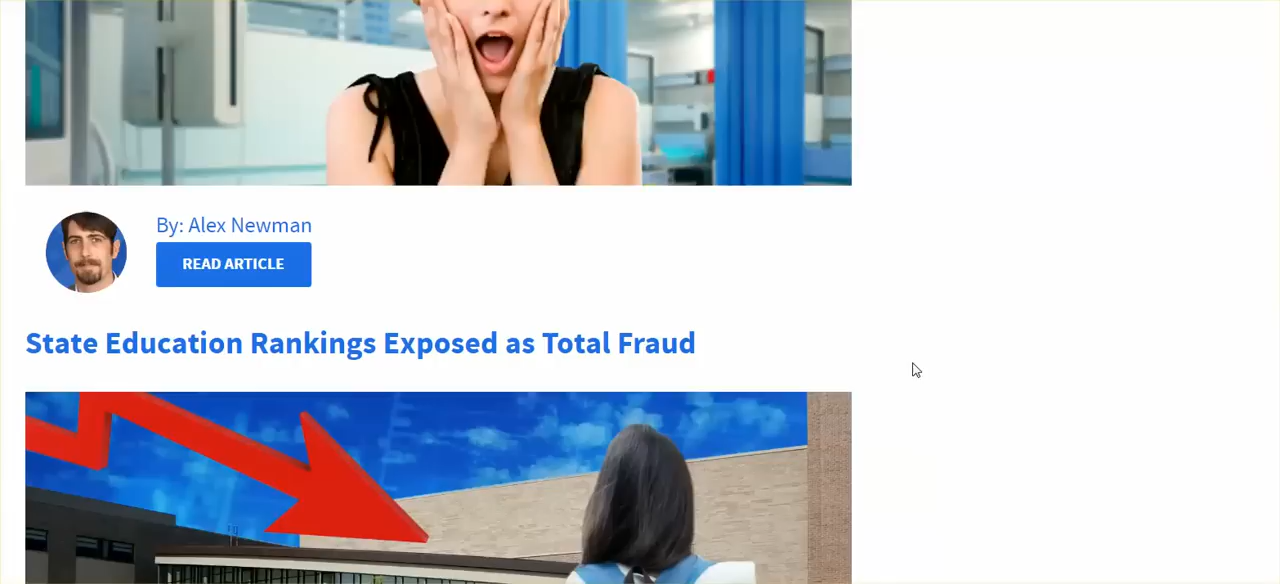 By: Alex Newman
READ ARTICLE
State Education Rankings Exposed as Total Fraud